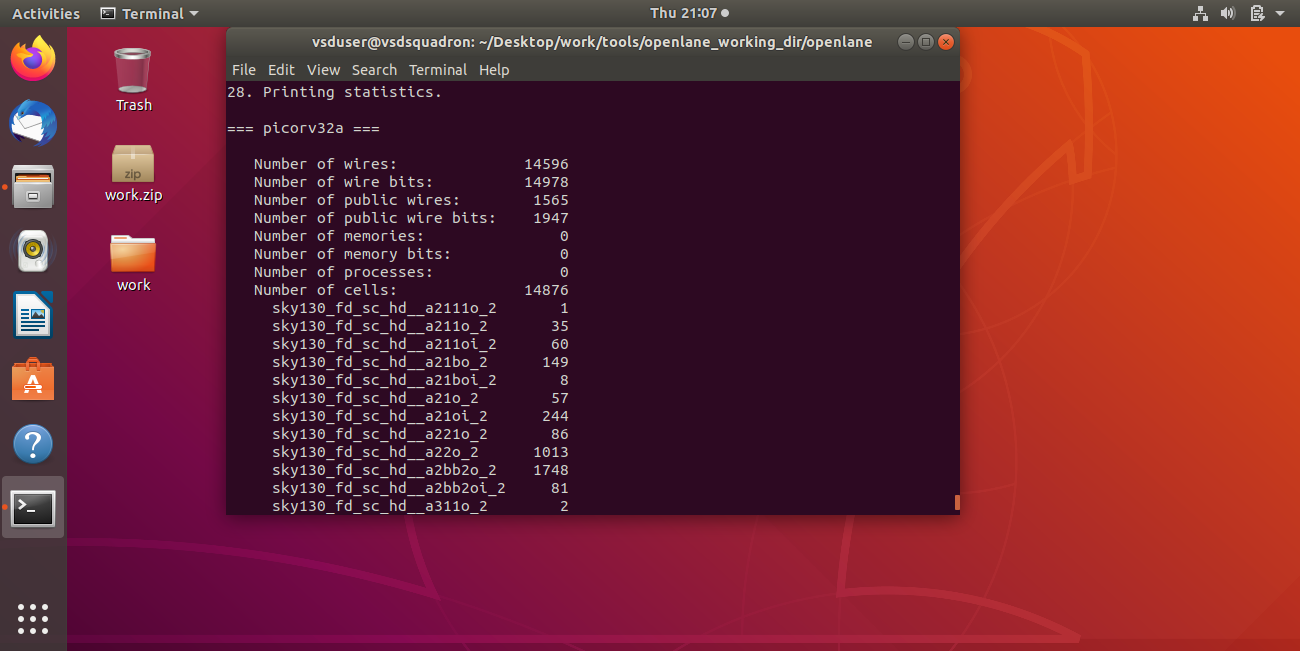 Activities
Terminal
Thu 21:07
vsduser@vsdsquadron: ~/Desktop/work/tools/openlane_working_dir/openlane
File Edit View Search Terminal Help
Trash
zip
work.zip
work
28. Printing statistics.
=== picorv32a ===
Number of wires: 14596
Number of wire bits: 14978
Number of public wires: 1565
Number of public wire bits: 1947
Number of memories: 0
Number of memory bits: 0
Number of processes: 0
Number of cells: 14876
sky130_fd_sc_hd__a2111o_2 1
sky130_fd_sc_hd__a211o_2 35
sky130_fd_sc_hd__a211oi_2 60
sky130_fd_sc_hd__a21bo_2 149
sky130_fd_sc_hd__a21boi_2 8
sky130_fd_sc_hd__a21o_2 57
sky130_fd_sc_hd__a21oi_2 244
sky130_fd_sc_hd__a221o_2 86
sky130_fd_sc_hd__a22o_2 1013
sky130_fd_sc_hd__a2bb2o_2 1748
sky130_fd_sc_hd__a2bb2oi_2 81
sky130_fd_sc_hd__a311o_2 2